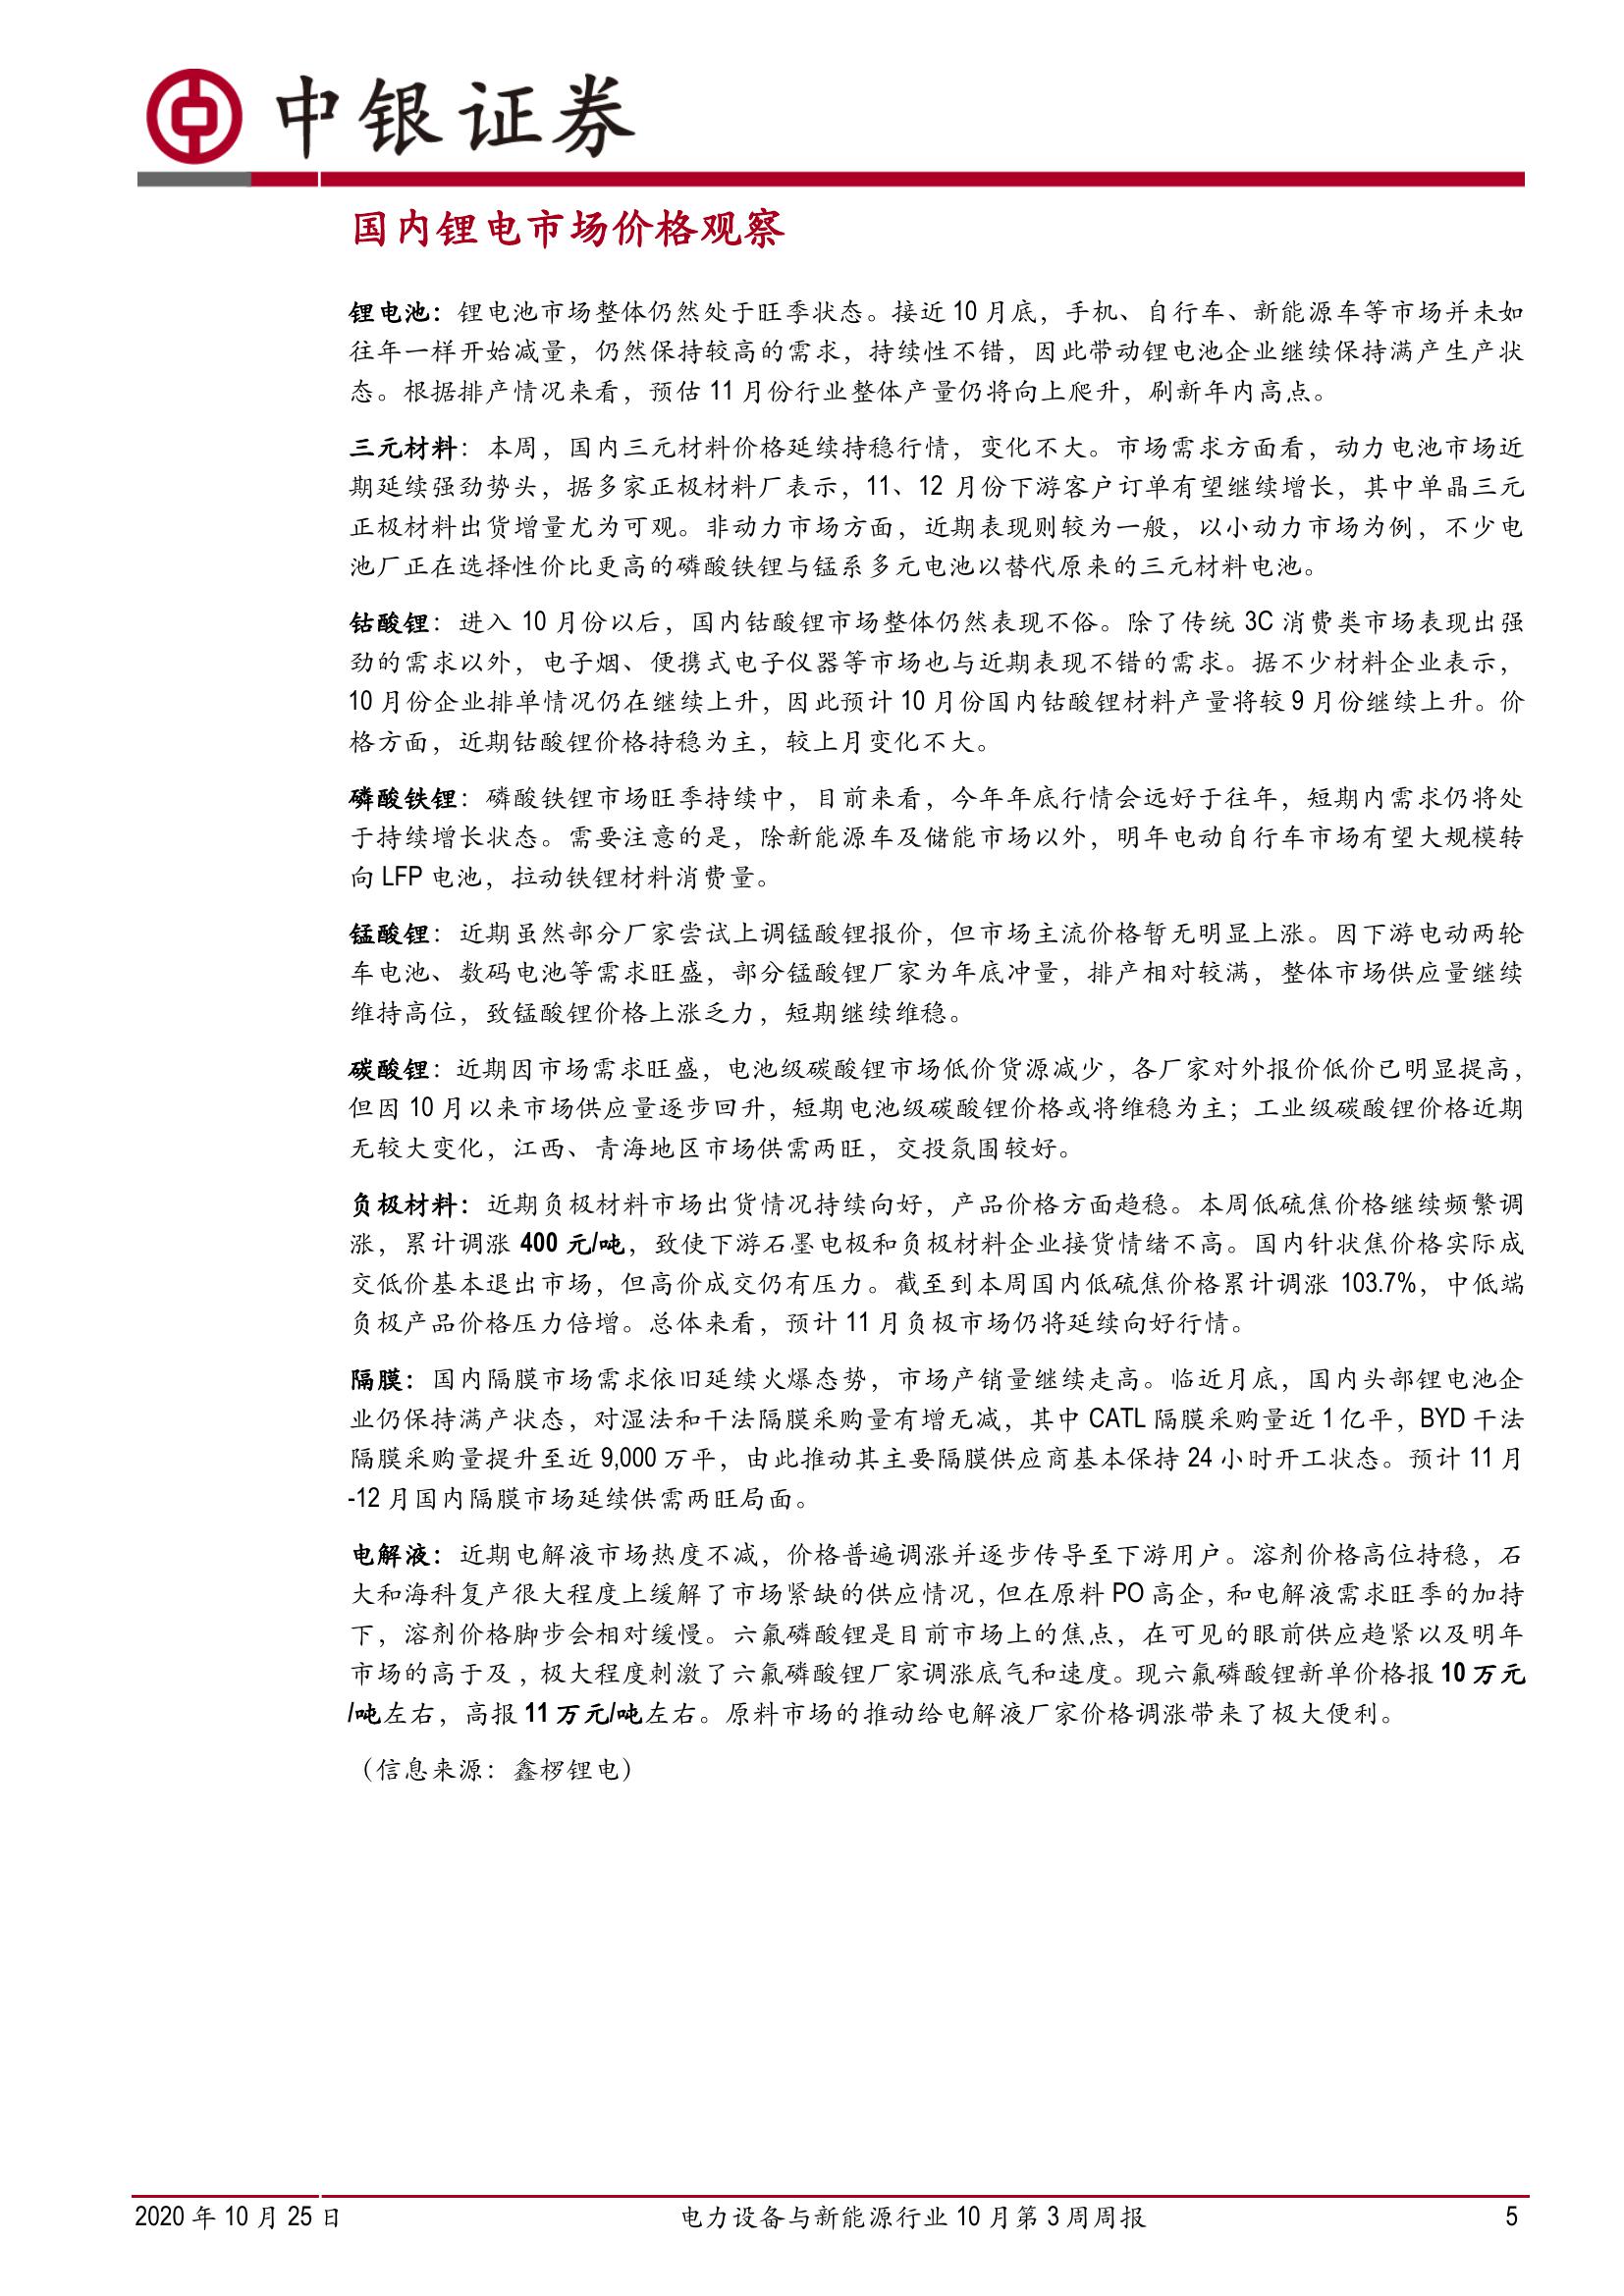 中银证券
国内锂电市场价格观察
锂电池：锂电池市场整体仍然处于旺季状态。接近 10 月底，手机、自行车、新能源车等市场并未如
往年一样开始减量，仍然保持较高的需求，持续性不错，因此带动锂电池企业继续保持满产生产状
态。根据排产情况来看，预估 11 月份行业整体产量仍将向上爬升，刷新年内高点。
三元材料：本周，国内三元材料价格延续持稳行情，变化不大。市场需求方面看，动力电池市场近
期延续强劲势头，据多家正极材料厂表示，11、12 月份下游客户订单有望继续增长，其中单晶三元
正极材料出货增量尤为可观。非动力市场方面，近期表现则较为一般，以小动力市场为例，不少电
池厂正在选择性价比更高的磷酸铁锂与锰系多元电池以替代原来的三元材料电池。
钴酸锂：进入 10 月份以后，国内钴酸锂市场整体仍然表现不俗。除了传统 3C 消费类市场表现出强
劲的需求以外，电子烟、便携式电子仪器等市场也与近期表现不错的需求。据不少材料企业表示，
10 月份企业排单情况仍在继续上升，因此预计 10 月份国内钴酸锂材料产量将较 9 月份继续上升。价
格方面，近期钴酸锂价格持稳为主，较上月变化不大。
磷酸铁锂：磷酸铁锂市场旺季持续中，目前来看，今年年底行情会远好于往年，短期内需求仍将处
于持续增长状态。需要注意的是，除新能源车及储能市场以外，明年电动自行车市场有望大规模转
向 LFP 电池，拉动铁锂材料消费量。
锰酸锂：近期虽然部分厂家尝试上调锰酸锂报价，但市场主流价格暂无明显上涨。因下游电动两轮
车电池、数码电池等需求旺盛，部分锰酸锂厂家为年底冲量，排产相对较满，整体市场供应量继续
维持高位，致锰酸锂价格上涨乏力，短期继续维稳。
碳酸锂：近期因市场需求旺盛，电池级碳酸锂市场低价货源减少，各厂家对外报价低价已明显提高，
但因 10 月以来市场供应量逐步回升，短期电池级碳酸锂价格或将维稳为主；工业级碳酸锂价格近期
无较大变化，江西、青海地区市场供需两旺，交投氛围较好。
负极材料：近期负极材料市场出货情况持续向好，产品价格方面趋稳。本周低硫焦价格继续频繁调
涨，累计调涨 400 元/吨，致使下游石墨电极和负极材料企业接货情绪不高。国内针状焦价格实际成
交低价基本退出市场，但高价成交仍有压力。截至到本周国内低硫焦价格累计调涨 103.7%，中低端
负极产品价格压力倍增。总体来看，预计 11 月负极市场仍将延续向好行情。
隔膜：国内隔膜市场需求依旧延续火爆态势，市场产销量继续走高。临近月底，国内头部锂电池企
业仍保持满产状态，对湿法和干法隔膜采购量有增无减，其中 CATL 隔膜采购量近 1 亿平，BYD 干法
隔膜采购量提升至近 9,000 万平，由此推动其主要隔膜供应商基本保持 24 小时开工状态。预计 11 月
-12 月国内隔膜市场延续供需两旺局面。
电解液：近期电解液市场热度不减，价格普遍调涨并逐步传导至下游用户。溶剂价格高位持稳，石
大和海科复产很大程度上缓解了市场紧缺的供应情况，但在原料 PO 高企，和电解液需求旺季的加持
下，溶剂价格脚步会相对缓慢。六氟磷酸锂是目前市场上的焦点，在可见的眼前供应趋紧以及明年
市场的高于及，极大程度刺激了六氟磷酸锂厂家调涨底气和速度。现六氟磷酸锂新单价格报 10 万元
/吨左右，高报 11 万元/吨左右。原料市场的推动给电解液厂家价格调涨带来了极大便利。
（信息来源：鑫椤锂电）
2020 年 10 月 25 日 电力设备与新能源行业 10 月第 3 周周报 5